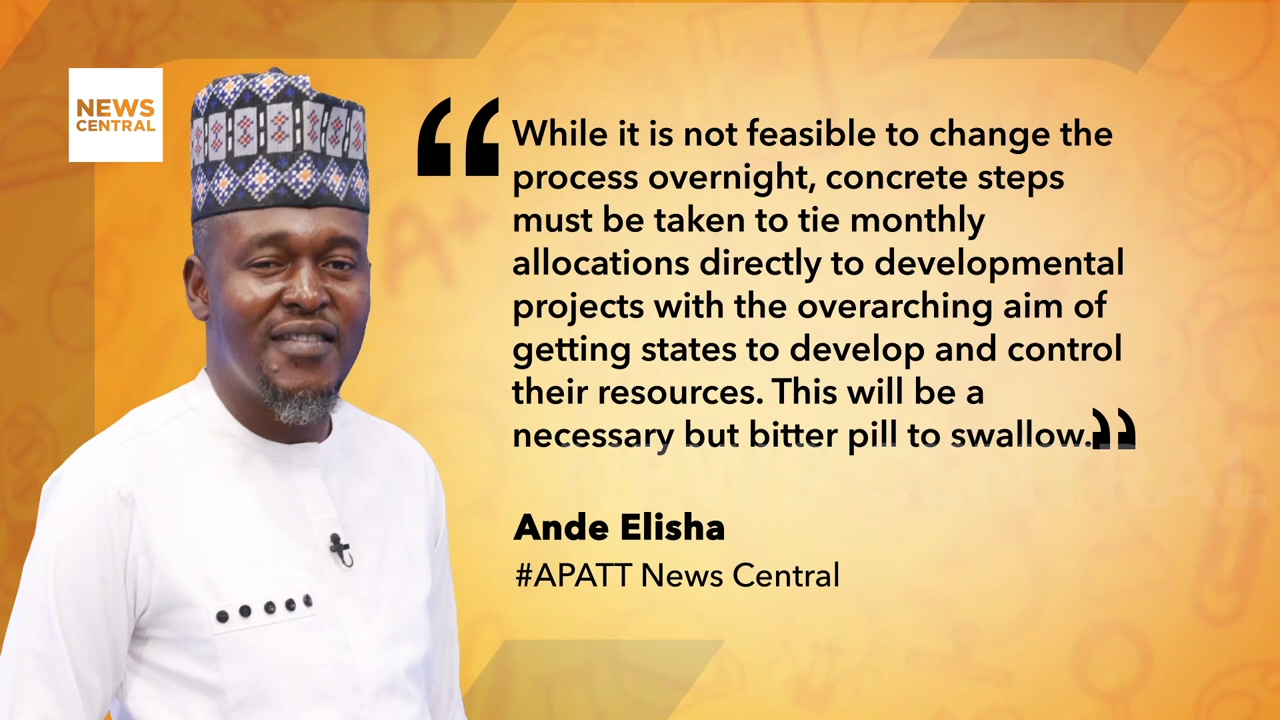 NEWS
CENTRAL
“While it is not feasible to change the
process overnight, concrete steps
must be taken to tie monthly
allocations directly to developmental
projects with the overarching aim of
getting states to develop and control
their resources. This will be a
necessary but bitter pill to swallow.”
NEWS CENTRAL
Ande Elisha
#APATT News Central